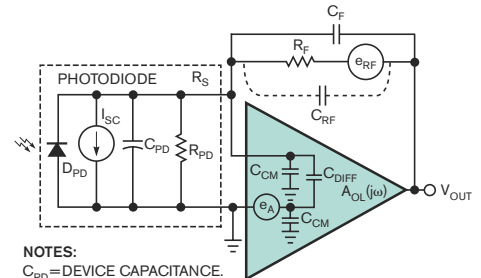 C_F
R_F
e_RF
PHOTODIODE
R_S
C_RF
I_SC
C_PD
R_PD
D_PD
C_CM
C_DIFF
A_OL(jω)
V_OUT
e_A
C_CM
NOTES:
C_PD=DEVICE CAPACITANCE.